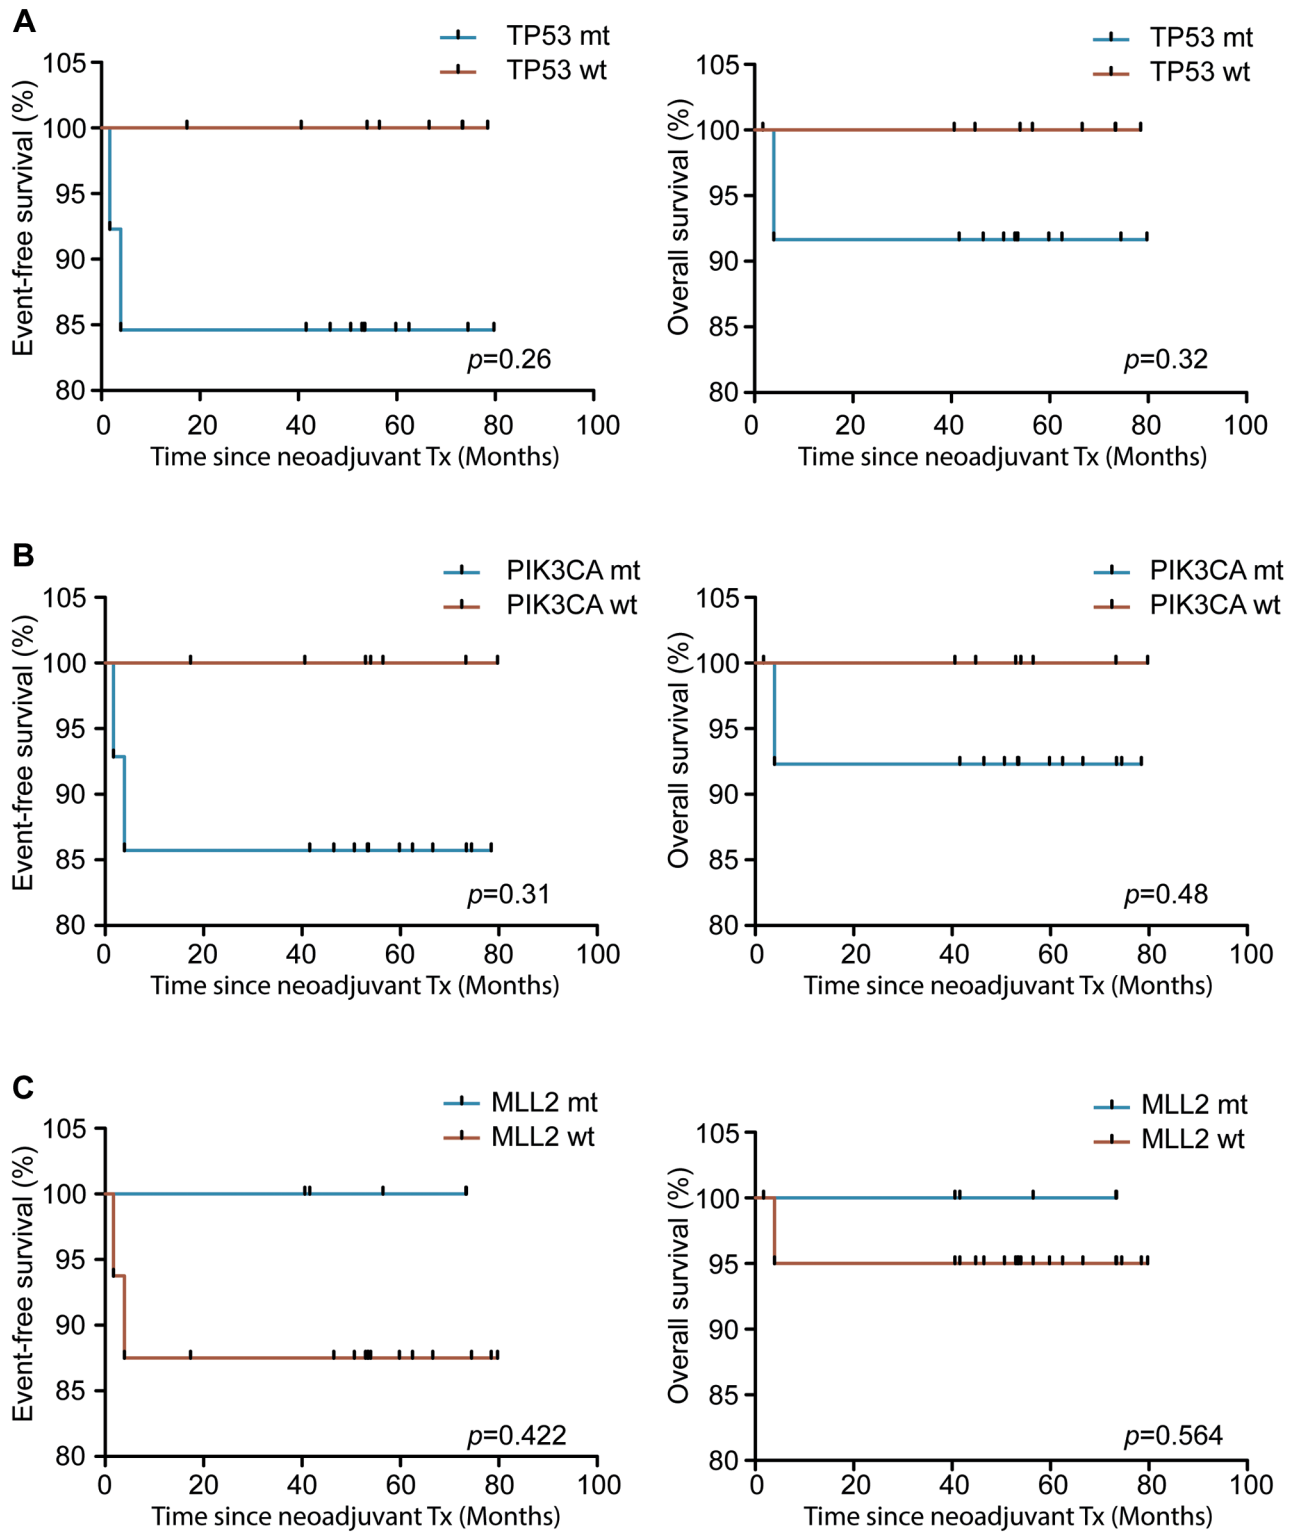 A
TP53 mt
TP53 wt
Event-free survival (%)
105
100
95
90
85
80
p=0.26
0 20 40 60 80 100
Time since neoadjuvant Tx (Months)
TP53 mt
TP53 wt
Overall survival (%)
105
100
95
90
85
80
p=0.32
0 20 40 60 80 100
Time since neoadjuvant Tx (Months)
B
PIK3CA mt
PIK3CA wt
Event-free survival (%)
105
100
95
90
85
80
p=0.31
0 20 40 60 80 100
Time since neoadjuvant Tx (Months)
PIK3CA mt
PIK3CA wt
Overall survival (%)
105
100
95
90
85
80
p=0.48
0 20 40 60 80 100
Time since neoadjuvant Tx (Months)
C
MLL2 mt
MLL2 wt
Event-free survival (%)
105
100
95
90
85
80
p=0.422
0 20 40 60 80 100
Time since neoadjuvant Tx (Months)
MLL2 mt
MLL2 wt
Overall survival (%)
105
100
95
90
85
80
p=0.564
0 20 40 60 80 100
Time since neoadjuvant Tx (Months)